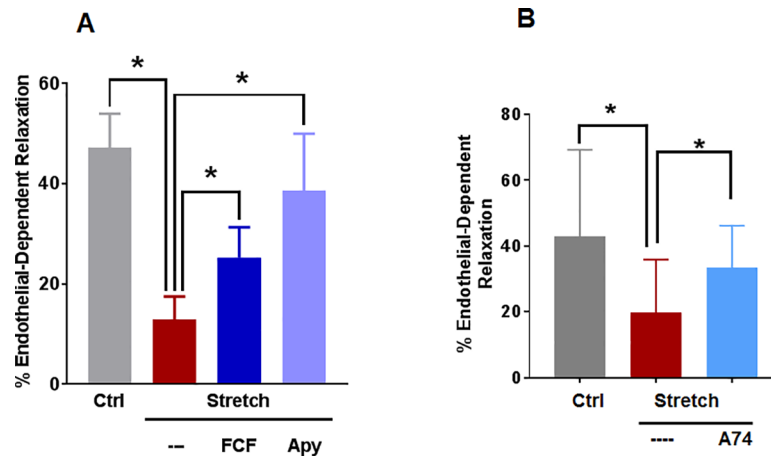 A
% Endothelial-Dependent Relaxation
60
40
20
0
*
*
*
Ctrl
Stretch
---
FCF
Apy
B
% Endothelial-Dependent
Relaxation
80
60
40
20
0
*
*
Ctrl
Stretch
----
A74